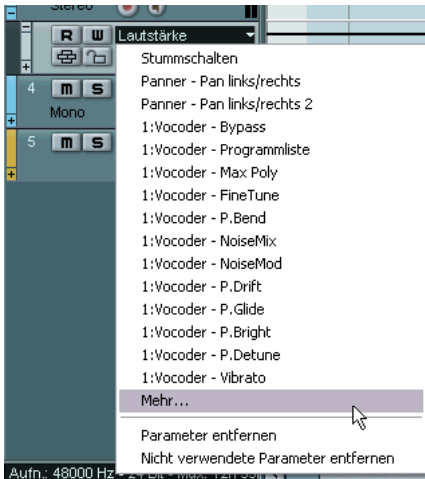 Stereo
R W Lautstärke
Stummschalten
Panner - Pan links/rechts
4 m S
Panner - Pan links/rechts 2
Mono
1:Vocoder - Bypass
5 m S
1:Vocoder - Programmliste
1:Vocoder - Max Poly
1:Vocoder - FineTune
1:Vocoder - P.Bend
1:Vocoder - NoiseMix
1:Vocoder - NoiseMod
1:Vocoder - P.Drift
1:Vocoder - P.Glide
1:Vocoder - P.Bright
1:Vocoder - P.Detune
1:Vocoder - Vibrato
Mehr...
Parameter entfernen
Nicht verwendete Parameter entfernen
Aufn.: 48000 Hz - 24 Bit - Max.